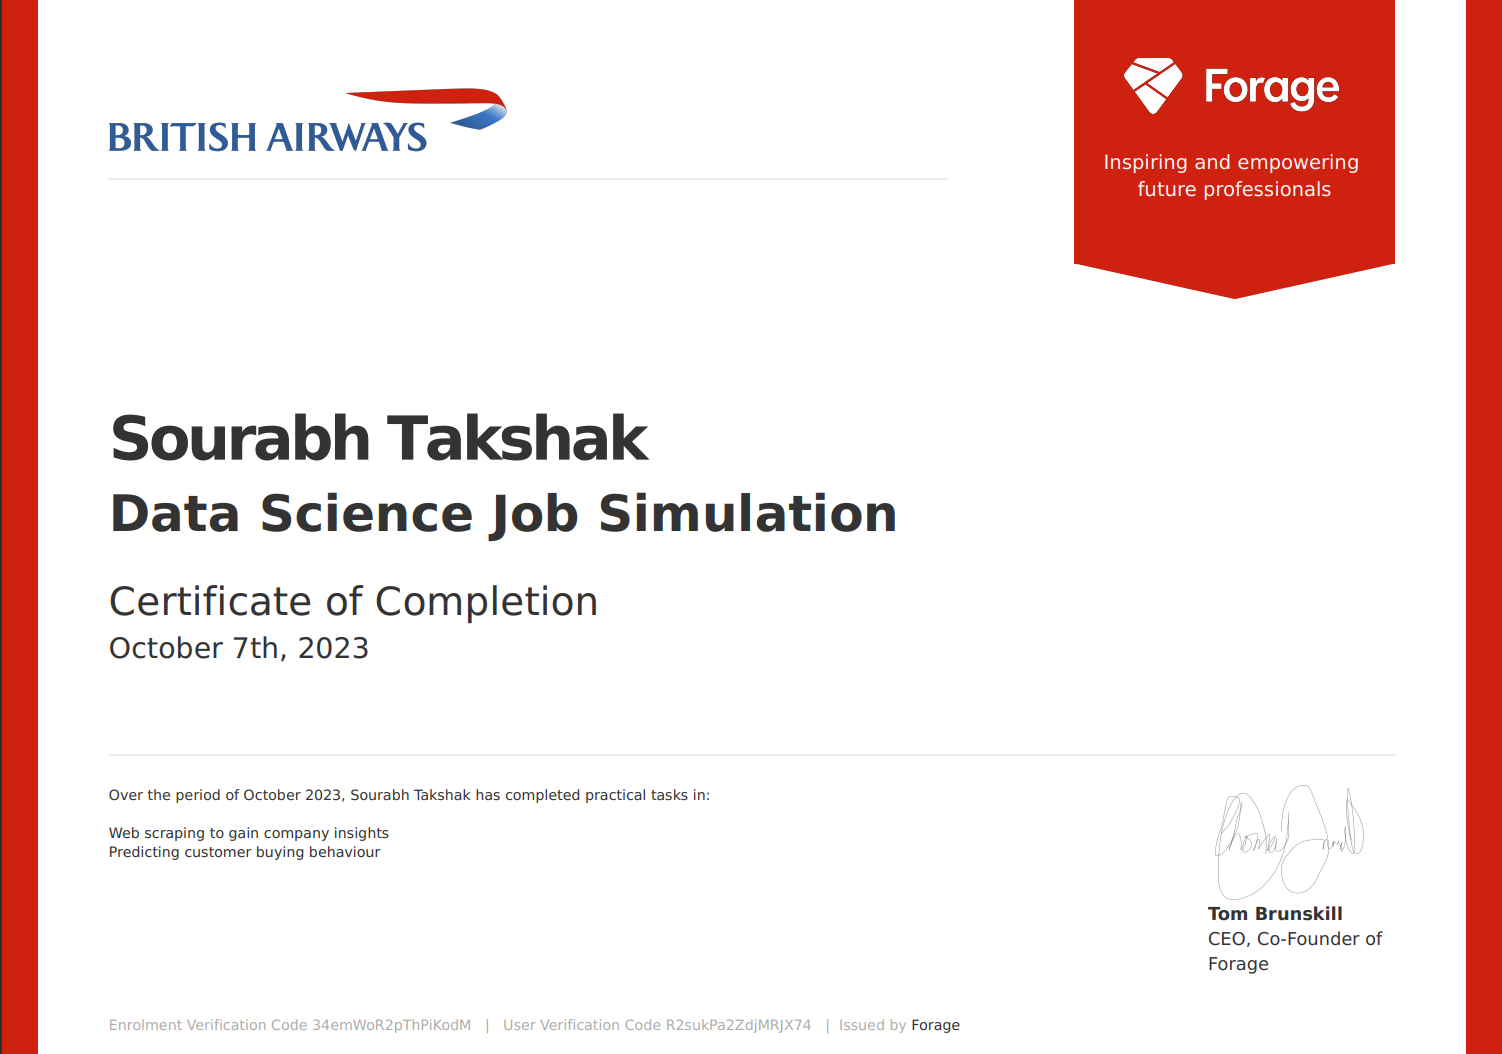 BRITISH AIRWAYS
Forage
Inspiring and empowering
future professionals
Sourabh Takshak
Data Science Job Simulation
Certificate of Completion
October 7th, 2023
Over the period of October 2023, Sourabh Takshak has completed practical tasks in:
Web scraping to gain company insights
Predicting customer buying behaviour
Tom Brunskill
CEO, Co-Founder of
Forage
Enrolment Verification Code 34emWoR2pThPiKodM | User Verification Code R2sukPa2ZdjMRJX74 | Issued by Forage